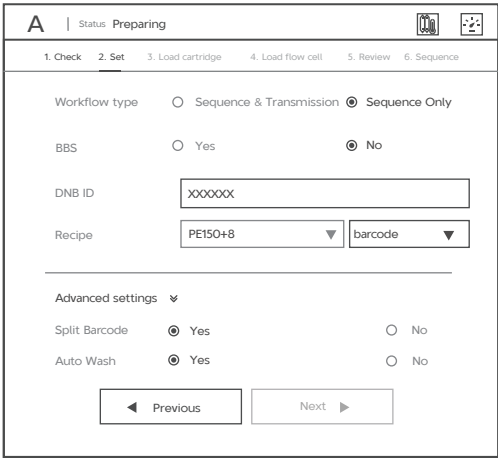 A | Status Preparing
1. Check 2. Set 3. Load cartridge 4. Load flow cell 5. Review 6. Sequence
Workflow type Sequence & Transmission Sequence Only
BBS Yes No
DNB ID XXXXXX
Recipe PE150+8 barcode
Advanced settings
Split Barcode Yes No
Auto Wash Yes No
Previous Next